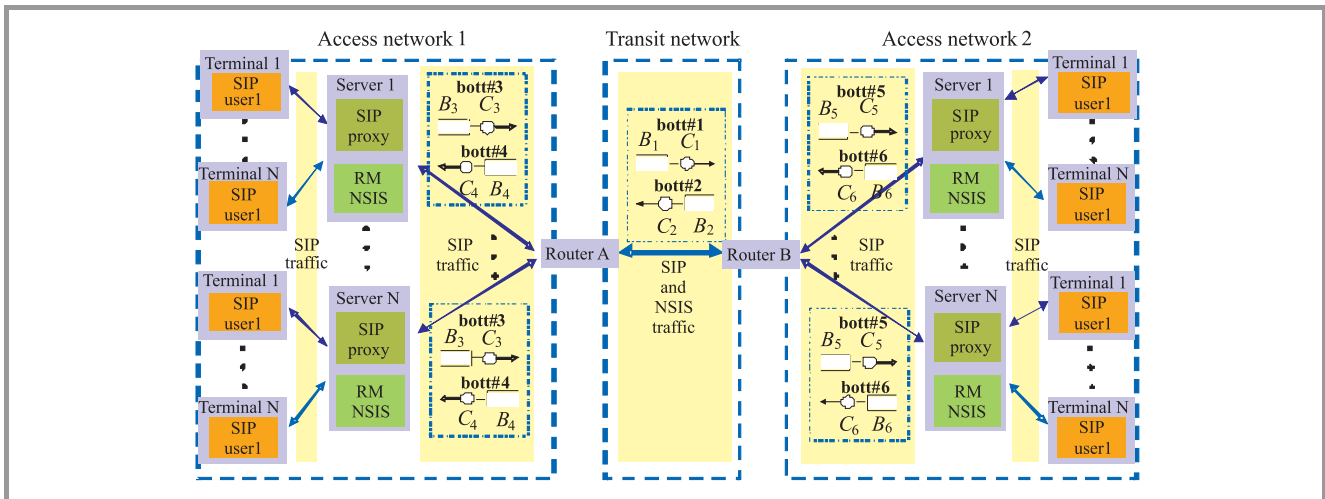 Access network 1
Transit network
Access network 2
Terminal 1
SIP
user1
Terminal N
SIP
user1
Terminal 1
SIP
user1
Terminal N
SIP
user1
SIP
traffic
Server 1
SIP
proxy
RM
NSIS
Server N
SIP
proxy
RM
NSIS
bott#3
B3 C3
bott#4
C4 B4
SIP
traffic
bott#3
B3 C3
bott#4
C4 B4
Router A
bott#1
B1 C1
bott#2
C2 B2
SIP
and
NSIS
traffic
Router B
bott#5
B5 C5
bott#6
C6 B6
SIP
traffic
bott#5
B5 C5
bott#6
C6 B6
Server 1
SIP
proxy
RM
NSIS
Server N
SIP
proxy
RM
NSIS
SIP
traffic
Terminal 1
SIP
user1
Terminal N
SIP
user1
Terminal 1
SIP
user1
Terminal N
SIP
user1